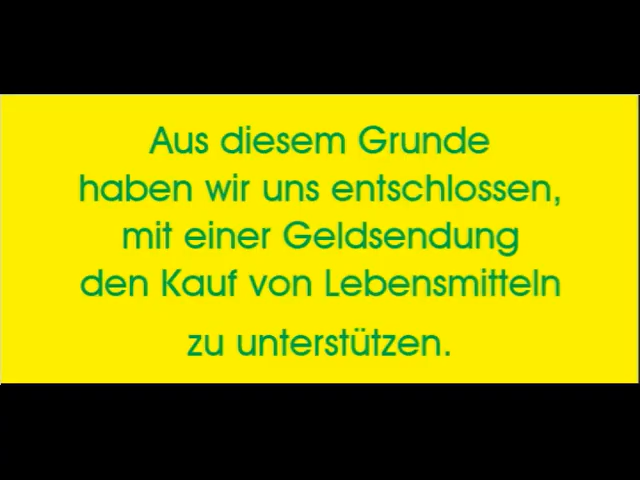 Aus diesem Grunde
haben wir uns entschlossen,
mit einer Geldsendung
den Kauf von Lebensmitteln
zu unterstützen.